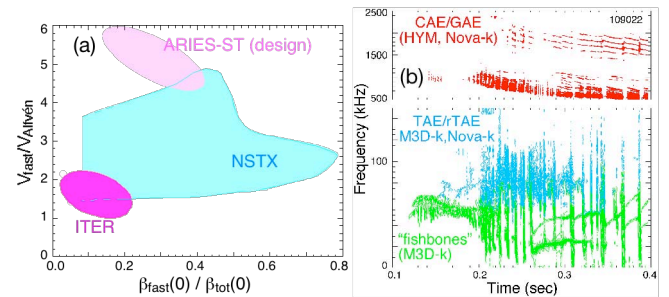 6
5
4
3
2
1
0
V_fast/V_Alfvén
(a)
ARIES-ST (design)
NSTX
ITER
0.0
0.2
0.4
0.6
0.8
β_fast(0) / β_tot(0)
2500
1500
500
100
0
Frequency (kHz)
CAE/GAE
(HYM, Nova-k)
109022
(b)
TAE/rTAE
M3D-k,Nova-k
"fishbones"
(M3D-k)
0.1
0.2
0.3
0.4
Time (sec)